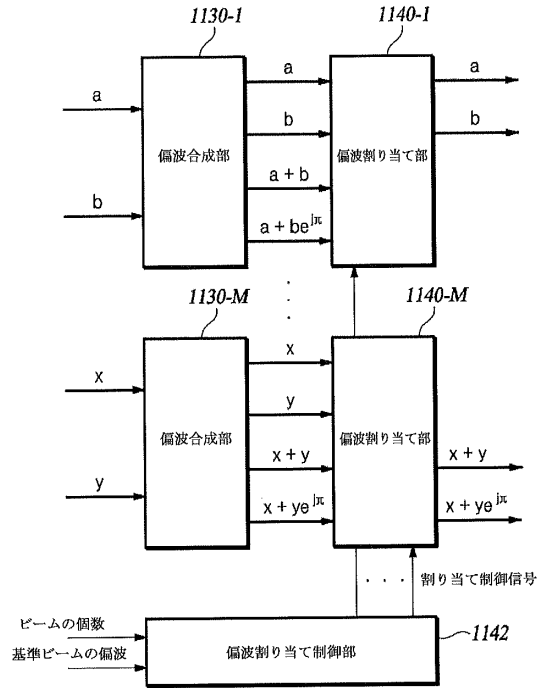 1130-1
1140-1
a
a
a
偏波合成部
b
偏波割り当て部
b
b
a + b
a + be^jπ
1130-M
1140-M
x
x
偏波合成部
y
偏波割り当て部
y
x+y
x+y
x + ye^jπ
x + ye^jπ
. . .
割り当て制御信号
ビームの個数
基準ビームの偏波
偏波割り当て制御部
1142